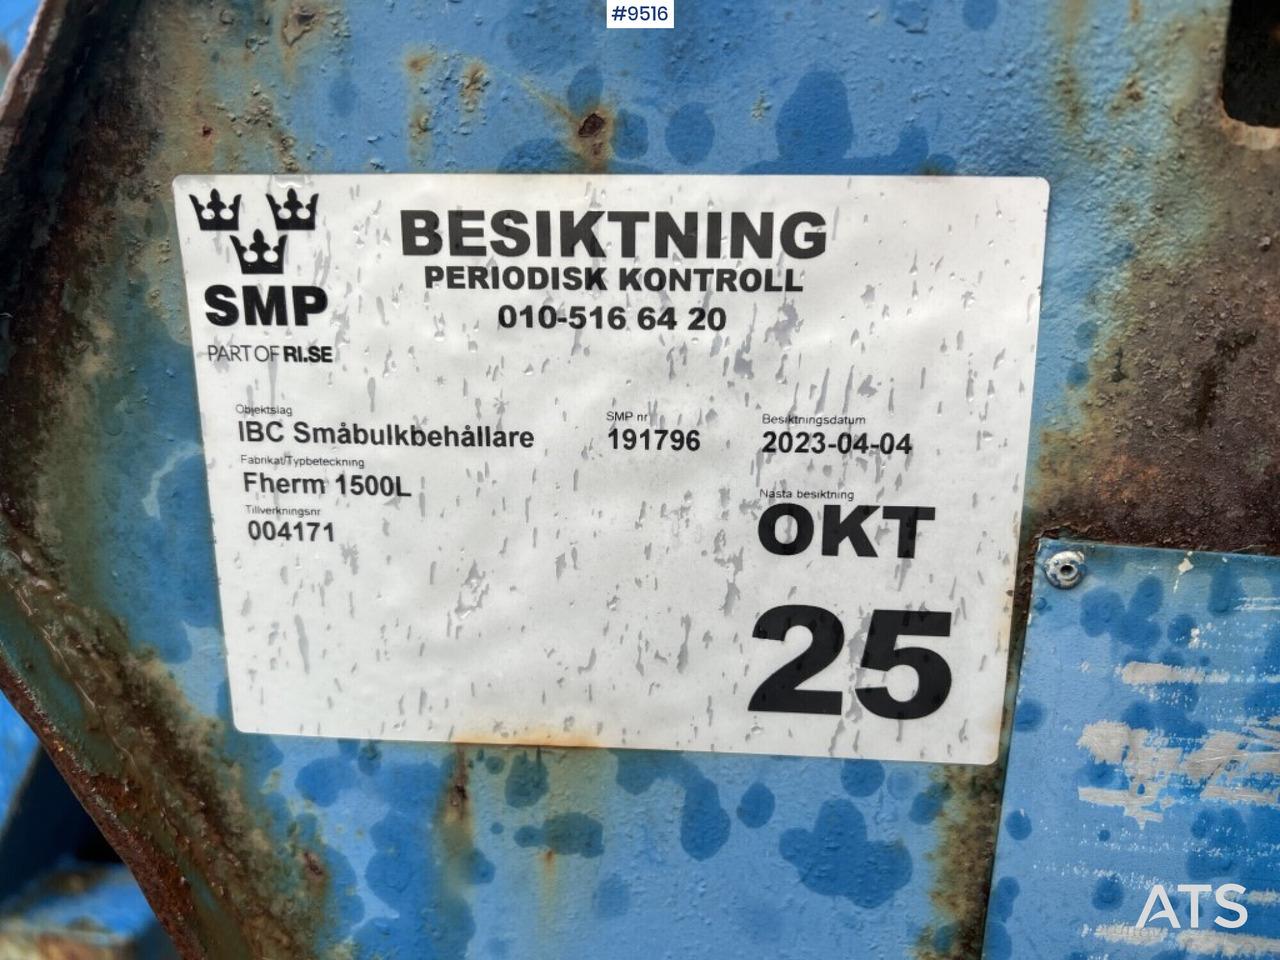 #9516
BESIKTNING
PERIODISK KONTROLL
010-516 64 20
SMP
PART OF RI.SE
Objektslag
IBC Småbulkbehållare
SMP nr
191796
Besiktningsdatum
2023-04-04
Fabrikat/Typbeteckning
Fherm 1500L
Nästa besiktning
OKT
25
Tillverkningsnr
004171
ATS